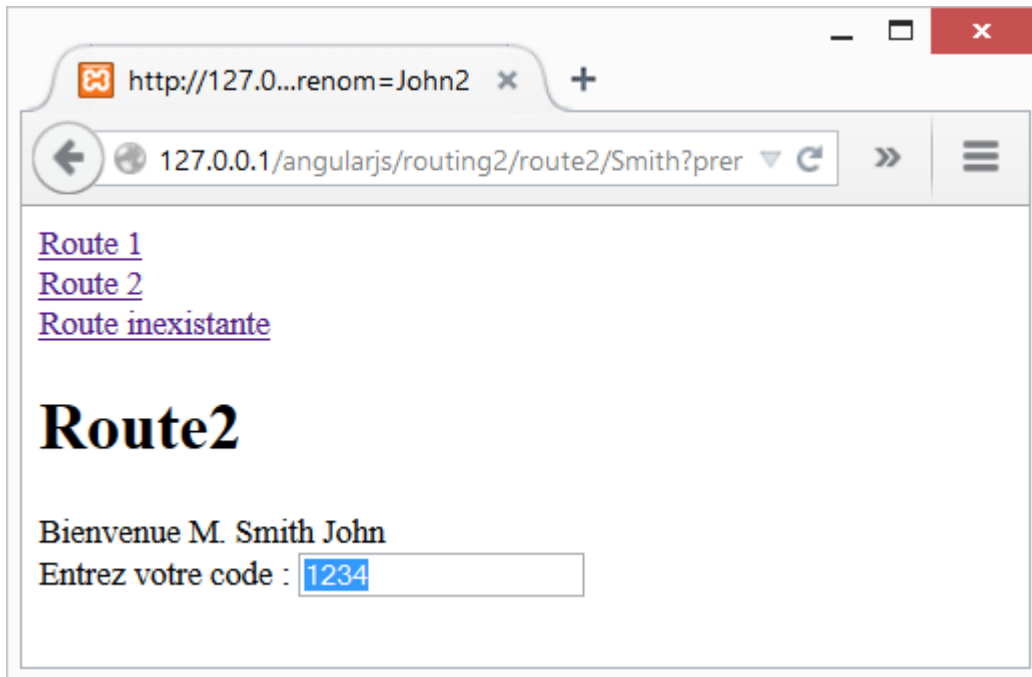 http://127.0...renom=John2
127.0.0.1/angularjs/routing2/route2/Smith?prer
Route 1
Route 2
Route inexistante
Route2
Bienvenue M. Smith John
Entrez votre code : 1234